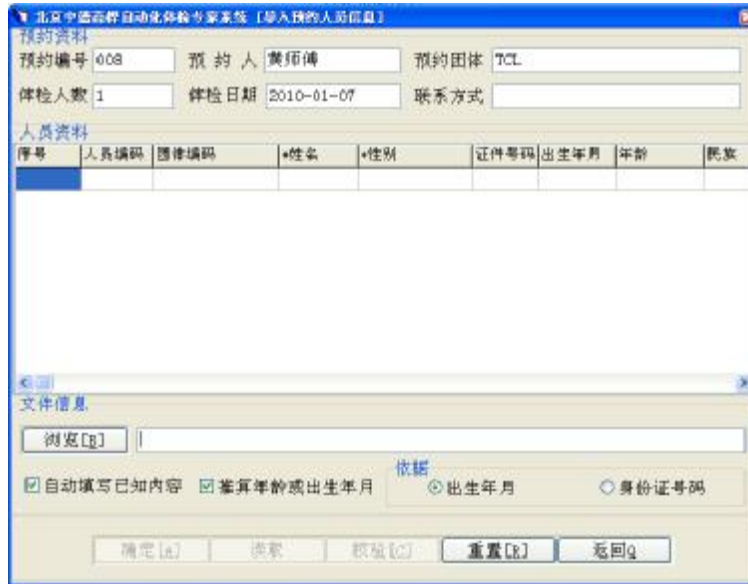 北京中德高辉自动化体检专家系统 [导入预约人员信息]
预约资料
预约编号 008 预 约 人 黄师傅 预约团体 TCL
体检人数 1 体检日期 2010-01-07 联系方式
人员资料
序号 人员编码 团体编码 *姓名 *性别 证件号码 出生年月 年龄 民族
文件信息
浏览[B]
依据
自动填写已知内容 推算年龄或出生年月 出生年月 身份证号码
确定[A] 读取 校验[C] 重置[R] 返回Q